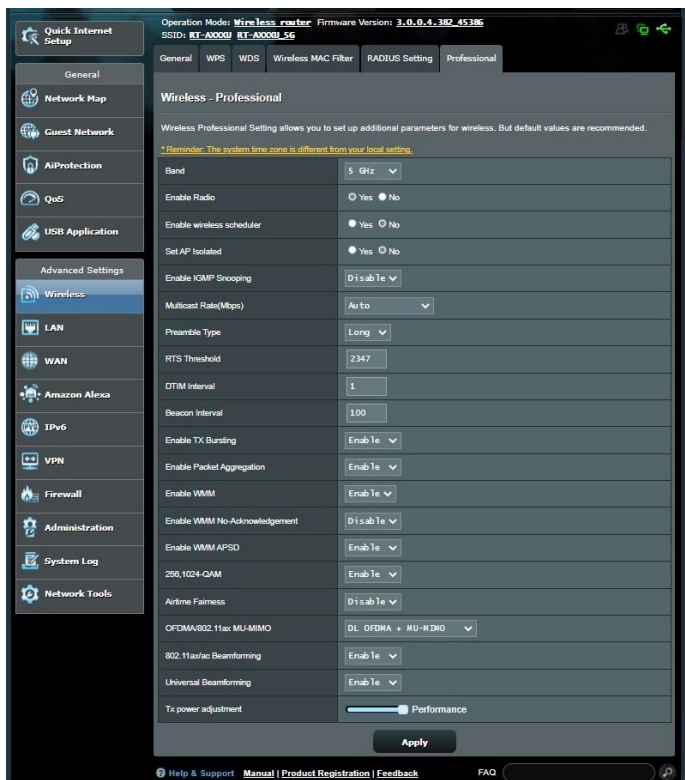 Quick Internet
Setup
General
Network Map
Guest Network
AiProtection
QoS
USB Application
Advanced Settings
Wireless
LAN
WAN
Amazon Alexa
IPv6
VPN
Firewall
Administration
System Log
Network Tools
Operation Mode: Wireless router Firmware Version: 3.0.0.4.382_45386
SSID: RT-AXXXU RT-AXXXU_5G
General WPS WDS Wireless MAC Filter RADIUS Setting Professional
Wireless - Professional
Wireless Professional Setting allows you to set up additional parameters for wireless. But default values are recommended.
* Reminder: The system time zone is different from your local setting.
Band 5 GHz
Enable Radio Yes No
Enable wireless scheduler Yes No
Set AP Isolated Yes No
Enable IGMP Snooping Disable
Multicast Rate(Mbps) Auto
Preamble Type Long
RTS Threshold 2347
DTIM Interval 1
Beacon Interval 100
Enable TX Bursting Enable
Enable Packet Aggregation Enable
Enable WMM Enable
Enable WMM No-Acknowledgement Disable
Enable WMM APSD Enable
256,1024-QAM Enable
Airtime Fairness Disable
OFDMA/802.11ax MU-MIMO DL OFDMA + MU-MIMO
802.11ax/ac Beamforming Enable
Universal Beamforming Enable
Tx power adjustment Performance
Apply
Help & Support Manual | Product Registration | Feedback FAQ